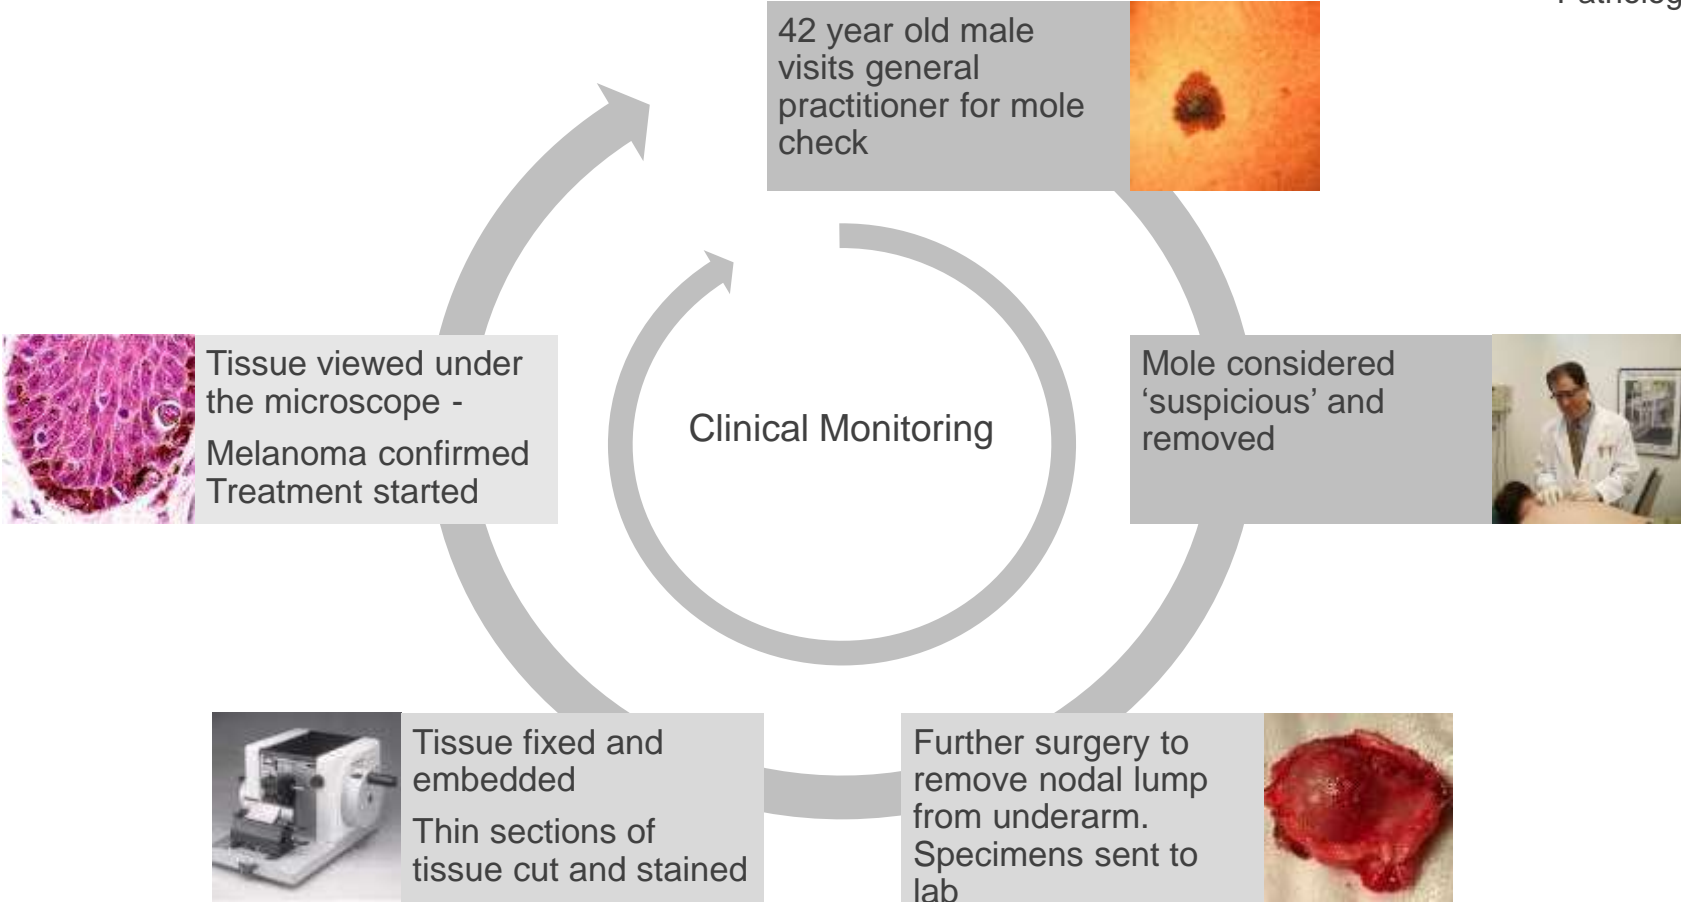 42 year old male
visits general
practitioner for mole
check
Mole considered
‘suspicious’ and
removed
Further surgery to
remove nodal lump
from underarm.
Specimens sent to
lab
Tissue fixed and
embedded
Thin sections of
tissue cut and stained
Tissue viewed under
the microscope -
Melanoma confirmed
Treatment started
Clinical Monitoring